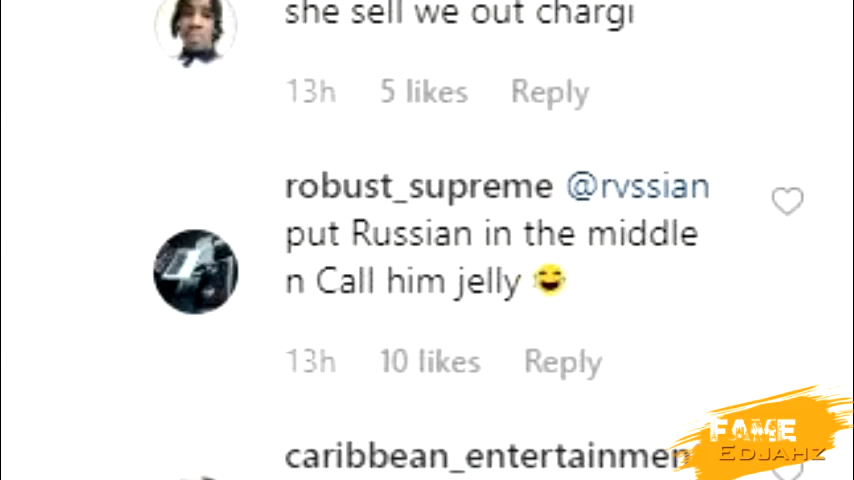 she sell we out chargi
13h 5 likes Reply
robust_supreme @rvssian
put Russian in the middle
n Call him jelly 😂
13h 10 likes Reply
caribbean_entertainmen
FAME
EDJAHZ